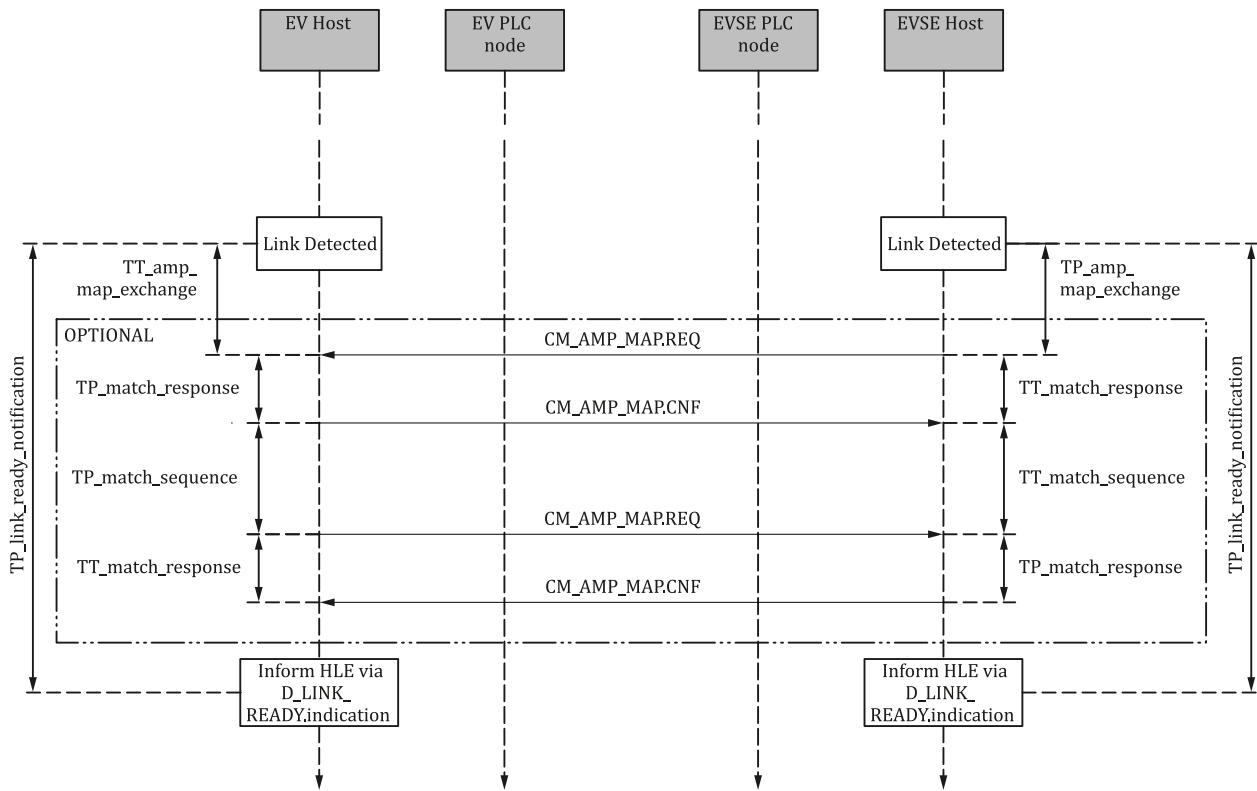 EV Host
EV PLC
node
EVSE PLC
node
EVSE Host
Link Detected
Link Detected
TT_amp_
map_exchange
TP_amp_
map_exchange
OPTIONAL
CM_AMP_MAP.REQ
TP_match_response
TT_match_response
CM_AMP_MAP.CNF
TP_link_ready_notification
TP_link_ready_notification
TP_match_sequence
TT_match_sequence
CM_AMP_MAP.REQ
TT_match_response
TP_match_response
CM_AMP_MAP.CNF
Inform HLE via
D_LINK_
READY.indication
Inform HLE via
D_LINK_
READY.indication